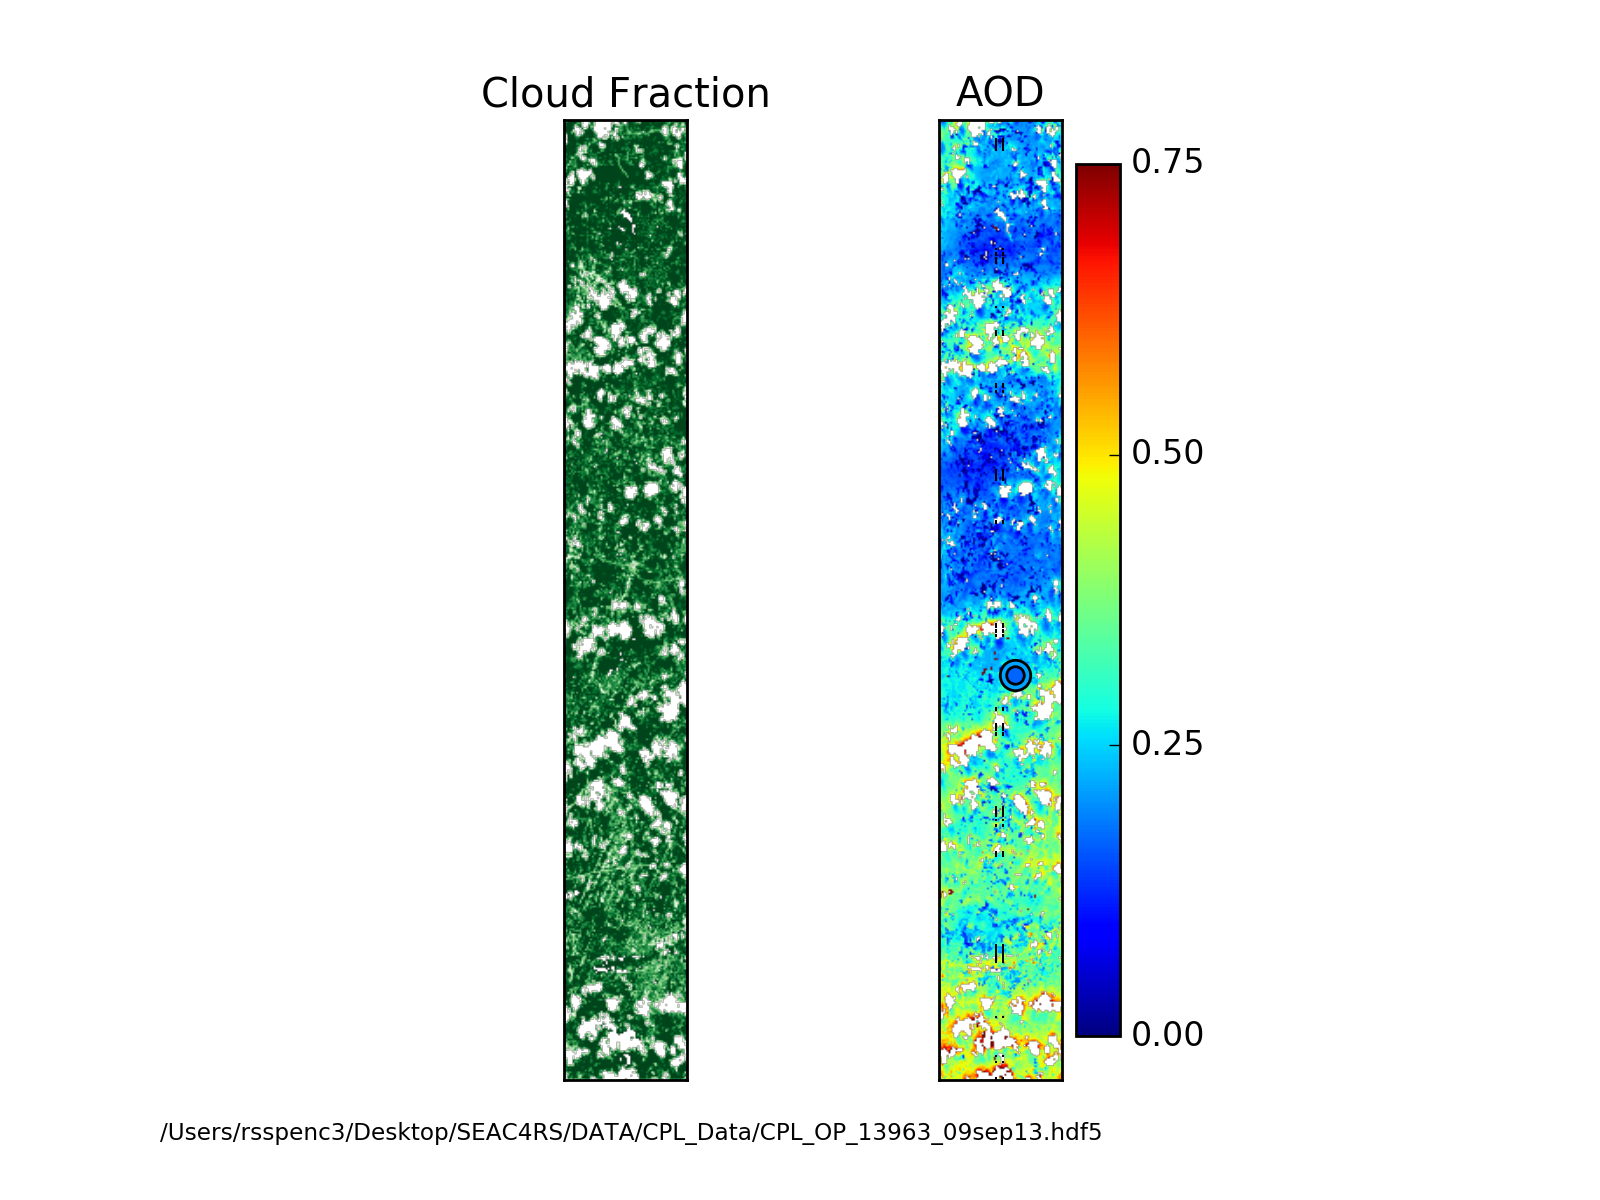 Cloud Fraction
AOD
0.75
0.50
0.25
0.00
/Users/rsspenc3/Desktop/SEAC4RS/DATA/CPL_Data/CPL_OP_13963_09sep13.hdf5